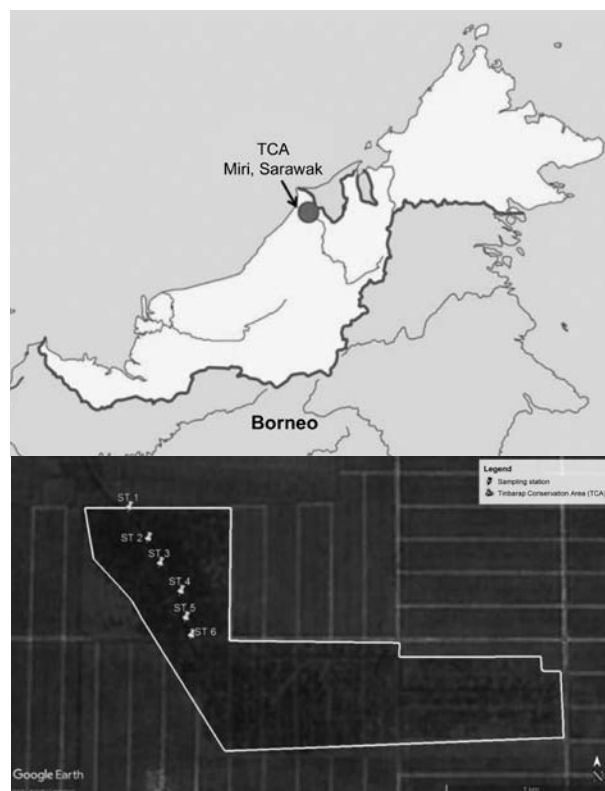 TCA
Miri, Sarawak
Borneo
Legend
Sampling station
Tinbarap Conservation Area (TCA)
ST 1
ST 2
ST 3
ST 4
ST 5
ST 6
Google Earth
N